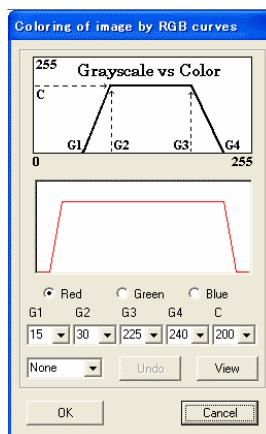 Coloring of image by RGB curves
255 Grayscale vs Color
C
G1 G2 G3 G4
0 255
Red Green Blue
G1 G2 G3 G4 C
15 30 225 240 200
None Undo View
OK Cancel